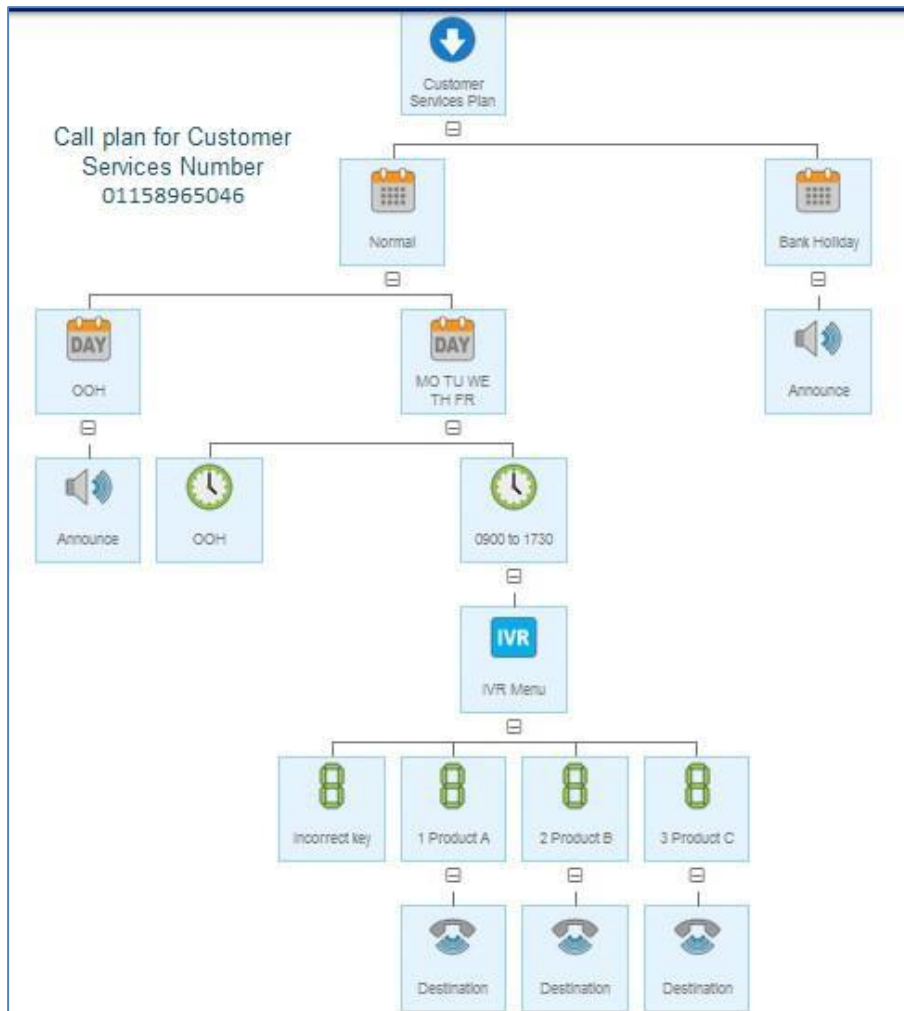 Customer
Services Plan
Call plan for Customer
Services Number
01158965046
Normal
Bank Holiday
DAY
OOH
DAY
MO TU WE
TH FR
Announce
Announce
OOH
0900 to 1730
IVR
IVR Menu
Incorrect key
1 Product A
2 Product B
3 Product C
Destination
Destination
Destination